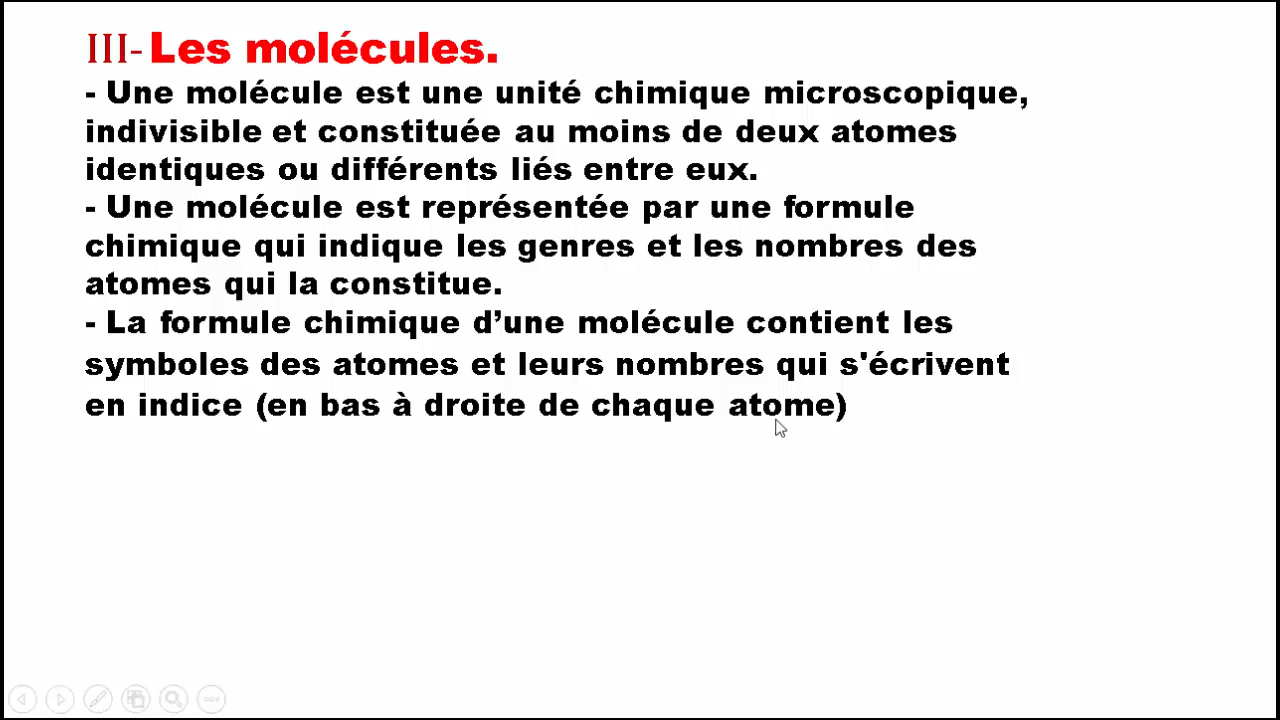 III- Les molécules.
- Une molécule est une unité chimique microscopique,
indivisible et constituée au moins de deux atomes
identiques ou différents liés entre eux.
- Une molécule est représentée par une formule
chimique qui indique les genres et les nombres des
atomes qui la constitue.
- La formule chimique d’une molécule contient les
symboles des atomes et leurs nombres qui s'écrivent
en indice (en bas à droite de chaque atome)